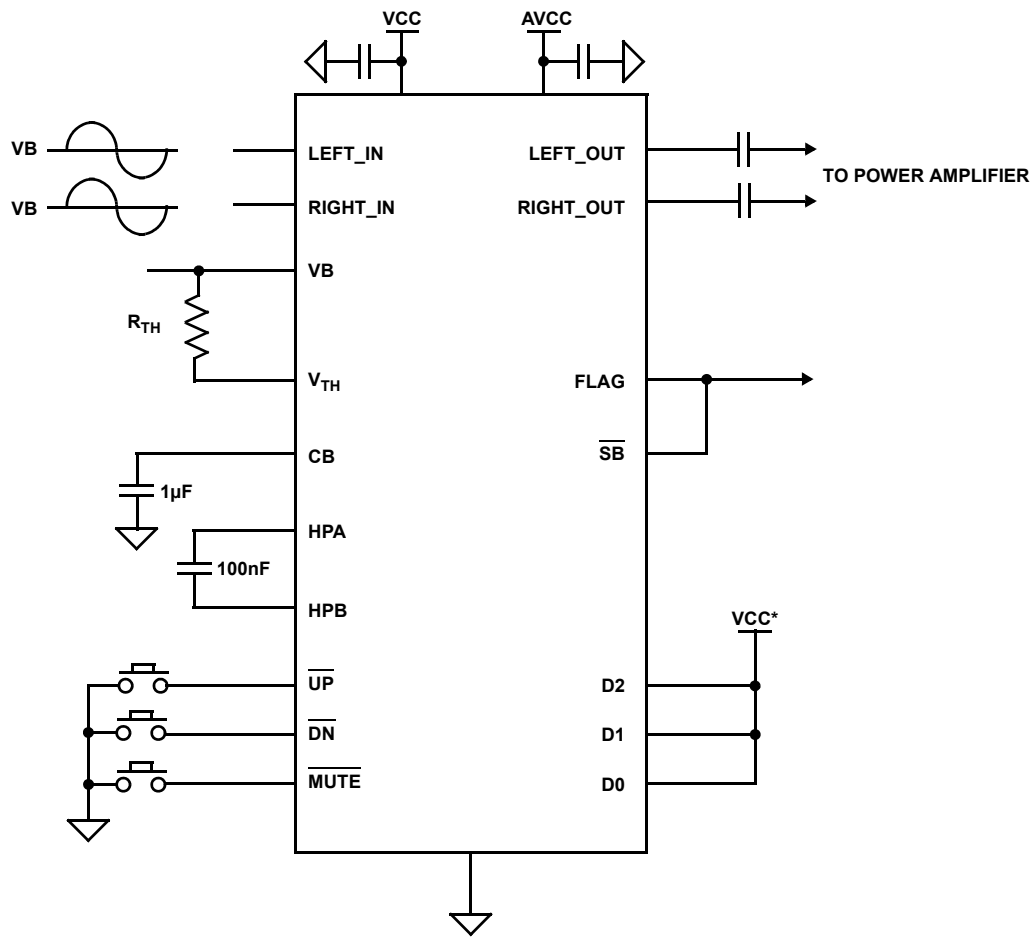 VCC
AVCC
VB
LEFT_IN
LEFT_OUT
TO POWER AMPLIFIER
VB
RIGHT_IN
RIGHT_OUT
VB
RTH
VTH
FLAG
CB
SB
1µF
HPA
100nF
HPB
VCC*
UP
D2
DN
D1
MUTE
D0